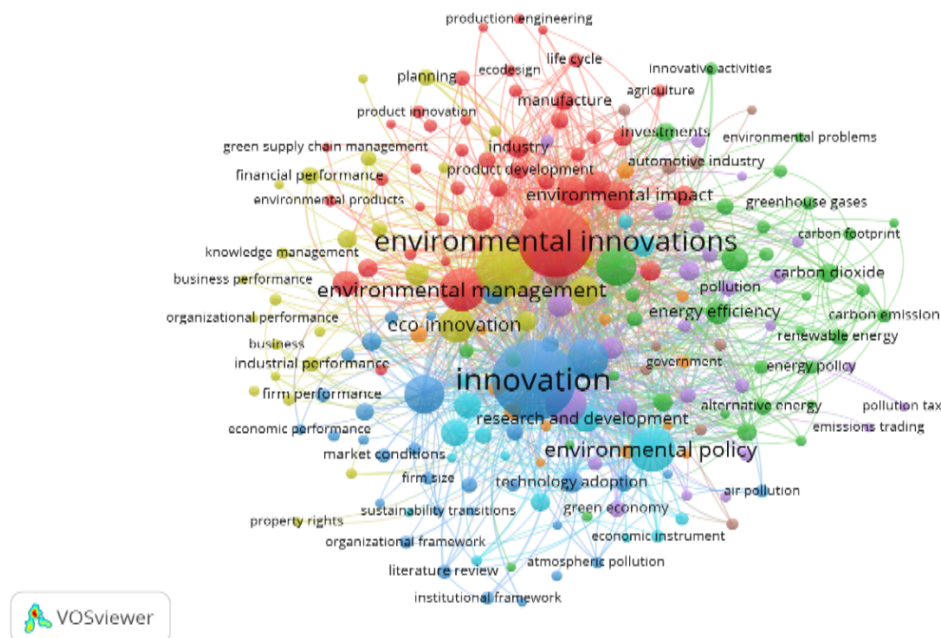 production engineering
life cycle
ecodesign
innovative activities
planning
agriculture
manufacture
product innovation
investments
environmental problems
green supply chain management
industry
automotive industry
product development
financial performance
environmental impact
environmental products
greenhouse gases
carbon footprint
environmental innovations
knowledge management
carbon dioxide
business performance
pollution
environmental management
energy efficiency
carbon emission
organizational performance
eco innovation
renewable energy
business
government
industrial performance
energy policy
innovation
firm performance
alternative energy
pollution tax
research and development
economic performance
emissions trading
environmental policy
market conditions
firm size
technology adoption
air pollution
sustainability transitions
green economy
property rights
economic instrument
organizational framework
atmospheric pollution
literature review
institutional framework
VOSviewer